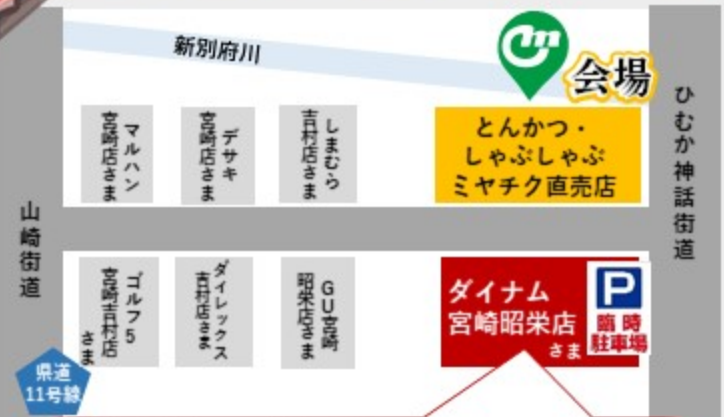 新別府川
会場
とんかつ・
しゃぶしゃぶ
ミヤチク直売店
マルハン
宮崎店さま
デサキ
宮崎店さま
しまむら
吉村店さま
ひむか神話街道
山崎街道
ゴルフ5
宮崎吉村店
さま
ダイレックス
吉村店さま
GU宮崎
昭栄店さま
ダイナム
宮崎昭栄店
さま
P
臨時
駐車場
県道
11号線